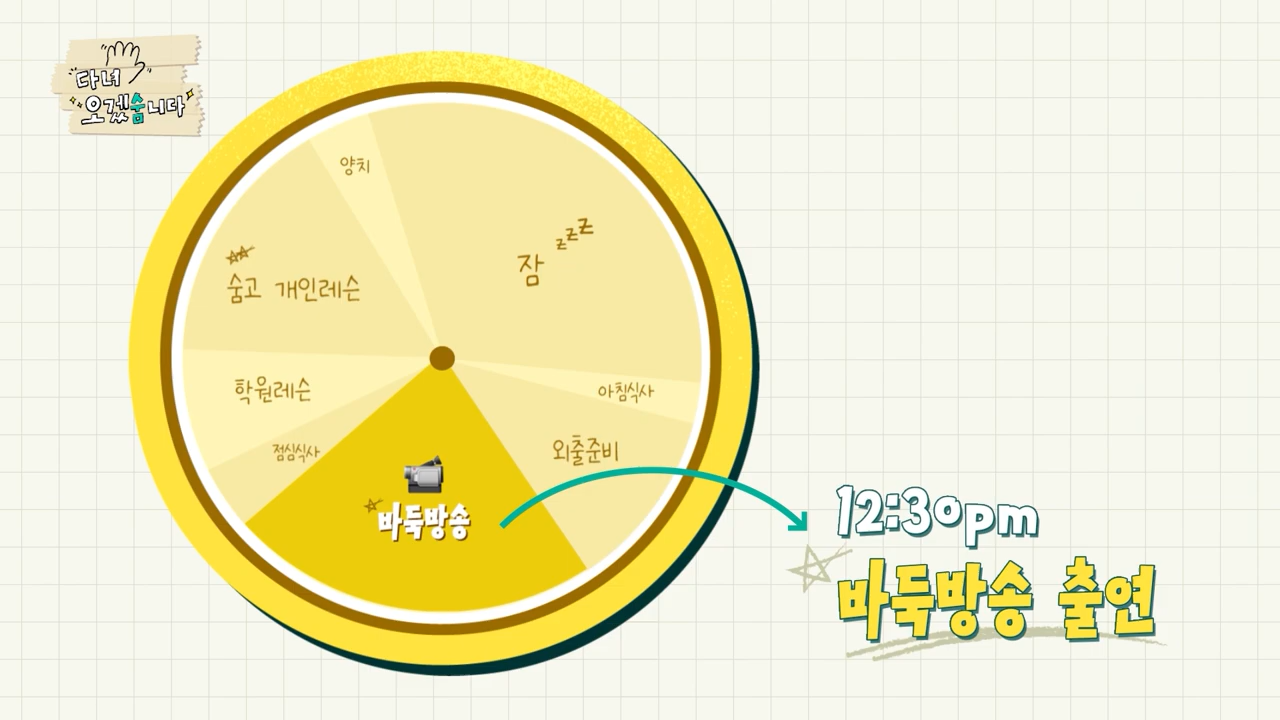 다녀
오겠숨니다
양치
zzz
잠
숨고 개인레슨
학원레슨
아침식사
점심식사
외출준비
바둑방송
12:30pm
바둑방송 출연